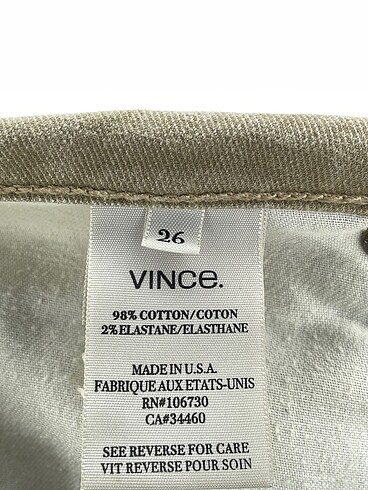 26
VINCE.
98% COTTON/COTON
2% ELASTANE/ELASTHANE
MADE IN U.S.A.
FABRIQUE AUX ETATS-UNIS
RN#106730
CA#34460
SEE REVERSE FOR CARE
VIT REVERSE POUR SOIN